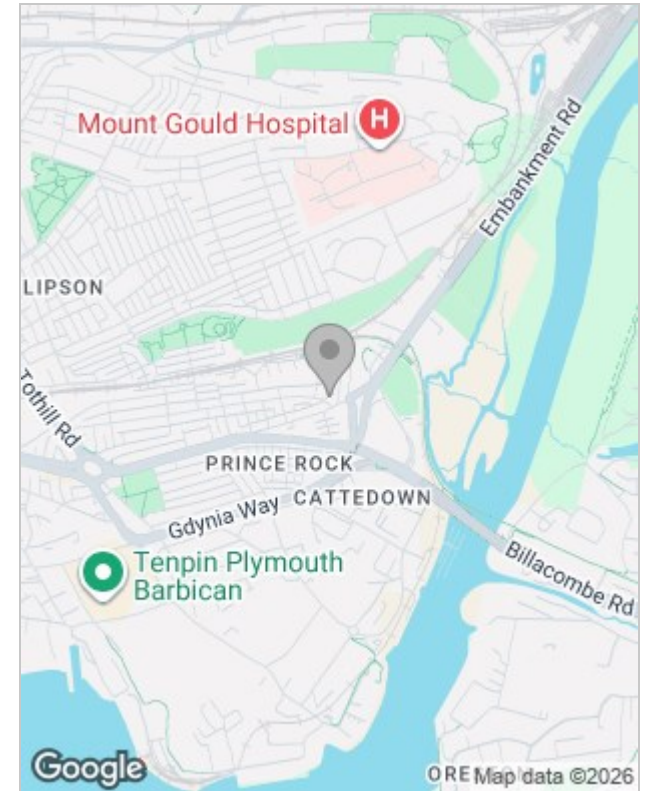 Mount Gould Hospital
H
Embankment Rd
LIPSON
Tothill Rd
PRINCE ROCK
CATTEDOWN
Gdynia Way
Tenpin Plymouth
Barbican
Billacombe Rd
Google
Map data ©2026